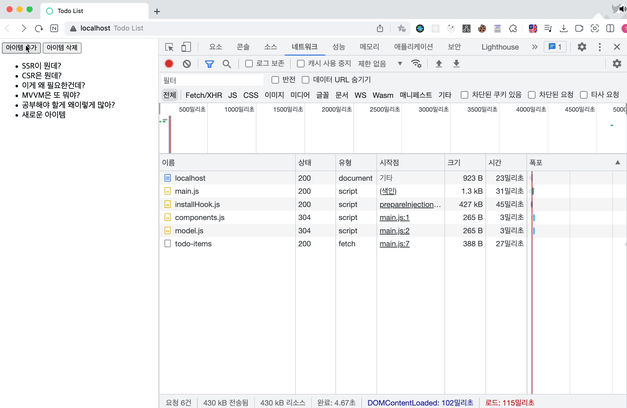 Todo List
localhost Todo List
아이템 추가 아이템 삭제
SSR이 뭔데?
CSR은 뭔데?
이게 왜 필요한건데?
MVVM은 또 뭐야?
공부해야 할게 왜이렇게 많아?
새로운 아이템
요소 콘솔 소스 네트워크 성능 메모리 애플리케이션 보안 Lighthouse 1
로그 보존 캐시 사용 중지 제한 없음
필터 반전 데이터 URL 숨기기
전체 Fetch/XHR JS CSS 이미지 미디어 글꼴 문서 WS Wasm 매니페스트 기타 차단된 쿠키 있음 차단된 요청 타사 요청
500밀리초 1000밀리초 1500밀리초 2000밀리초 2500밀리초 3000밀리초 3500밀리초 4000밀리초 4500밀리초
이름 상태 유형 시작점 크기 시간 폭포
localhost 200 document 기타 923 B 23밀리초
main.js 200 script (색인) 1.3 kB 31밀리초
installHook.js 200 script prepareInjection... 427 kB 45밀리초
components.js 304 script main.js:1 265 B 3밀리초
model.js 304 script main.js:2 265 B 3밀리초
todo-items 200 fetch main.js:7 388 B 27밀리초
요청 6건 430 kB 전송됨 430 kB 리소스 완료: 4.67초 DOMContentLoaded: 102밀리초 로드: 115밀리초